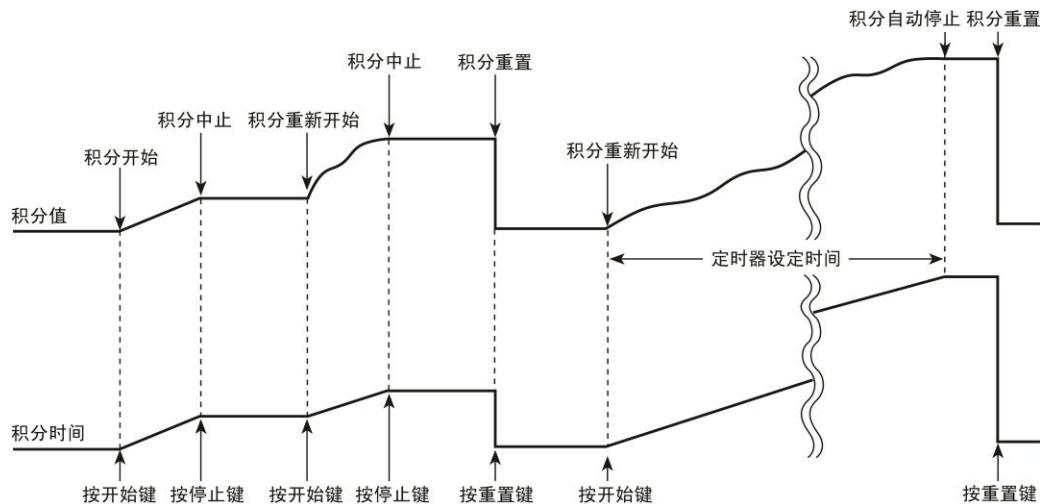 积分自动停止
积分重置
积分中止
积分重置
积分中止
积分重新开始
积分开始
积分重新开始
积分值
定时器设定时间
积分时间
按开始键
按停止键
按开始键
按停止键
按重置键
按开始键
按重置键